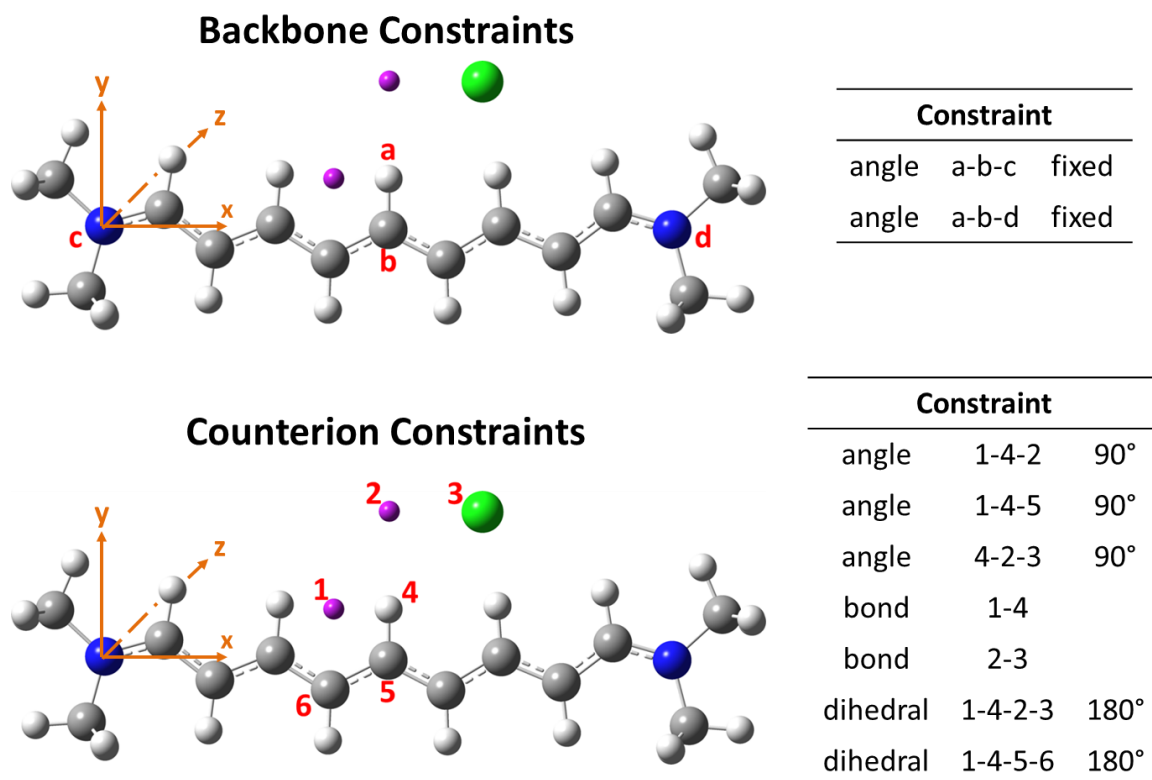 Backbone Constraints
y
z
x
a
b
c
d
Constraint
angle a-b-c fixed
angle a-b-d fixed
Counterion Constraints
y
z
x
2
3
1
4
6
5
Constraint
angle 1-4-2 90°
angle 1-4-5 90°
angle 4-2-3 90°
bond 1-4
bond 2-3
dihedral 1-4-2-3 180°
dihedral 1-4-5-6 180°